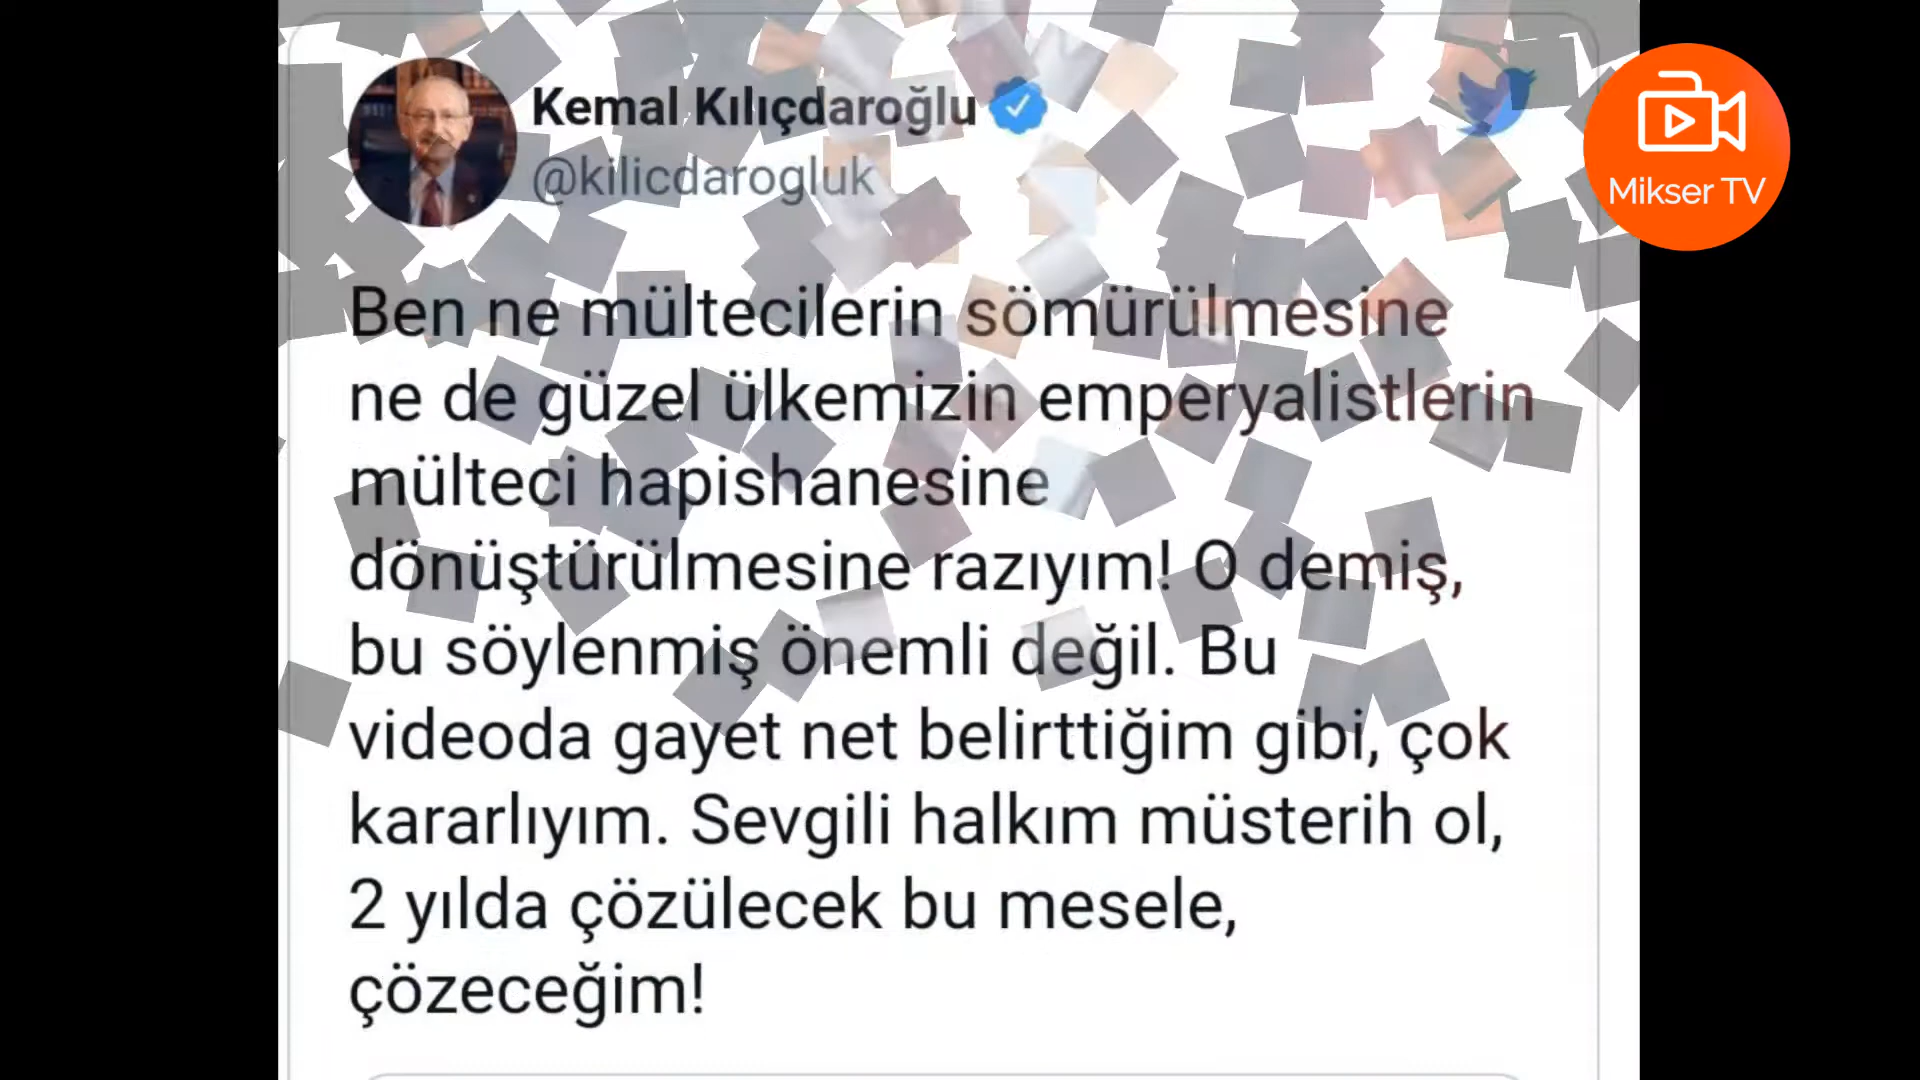 Kemal Kılıçdaroğlu
@kilicdarogluk
Mikser TV
Ben ne mültecilerin sömürülmesine
ne de güzel ülkemizin emperyalistlerin
mülteci hapishanesine
dönüştürülmesine razıyım! O demiş,
bu söylenmiş önemli değil. Bu
videoda gayet net belirttiğim gibi, çok
kararlıyım. Sevgili halkım müsterih ol,
2 yılda çözülecek bu mesele,
çözeceğim!